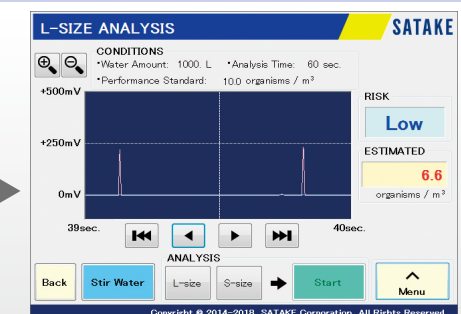 L-SIZE ANALYSIS
SATAKE
CONDITIONS
•Water Amount: 1000. L •Analysis Time: 60 sec.
•Performance Standard: 10.0 organisms / m³
+500mV
+250mV
0mV
39sec.
40sec.
RISK
Low
ESTIMATED
6.6
organisms / m³
ANALYSIS
Back
Stir Water
L-size
S-size
Start
Menu
Copyright © 2014-2018 SATAKE Corporation. All Rights Reserved